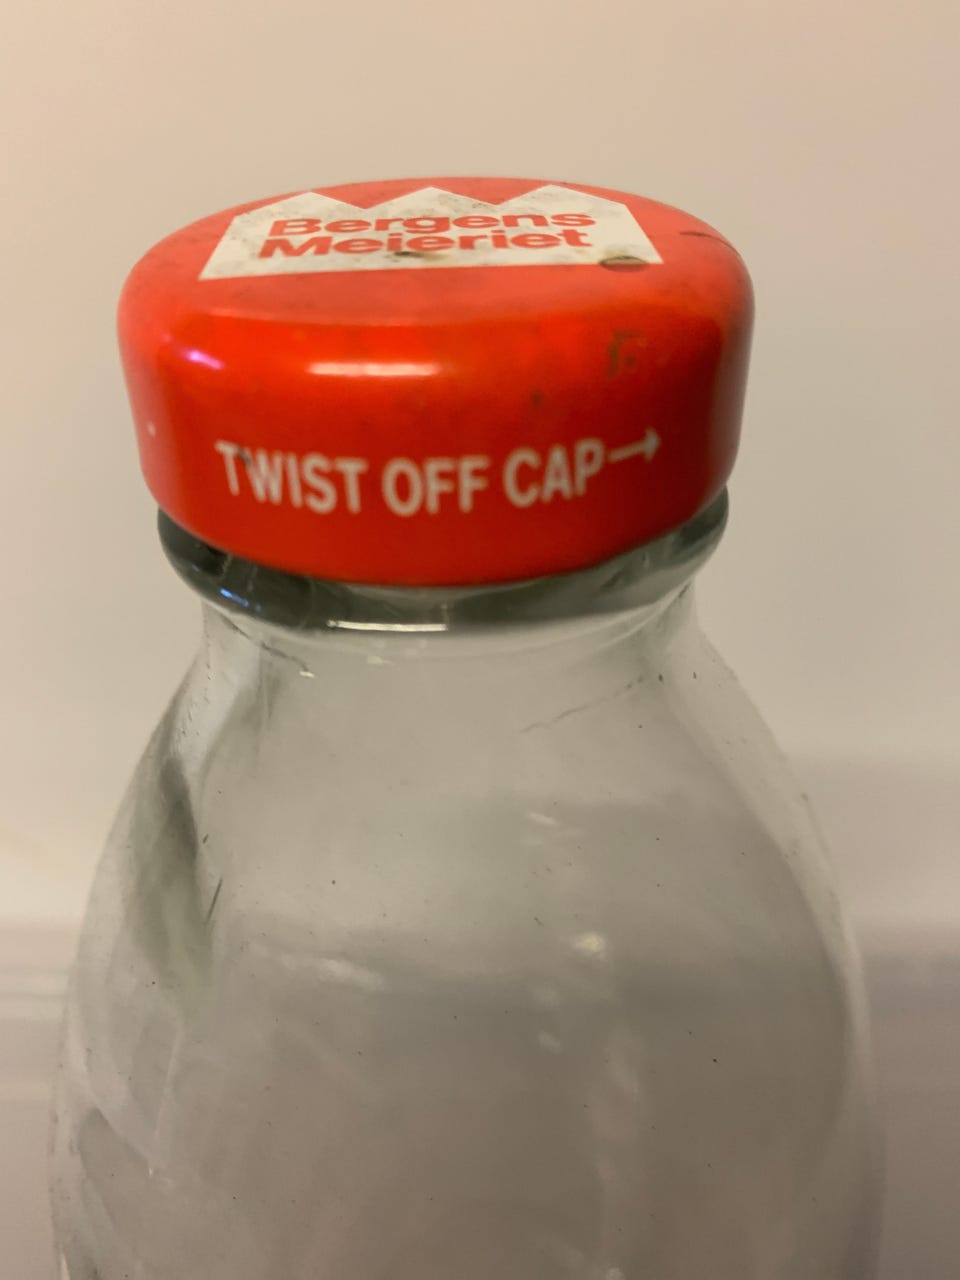 Bergens
Meieriet
TWIST OFF CAP→